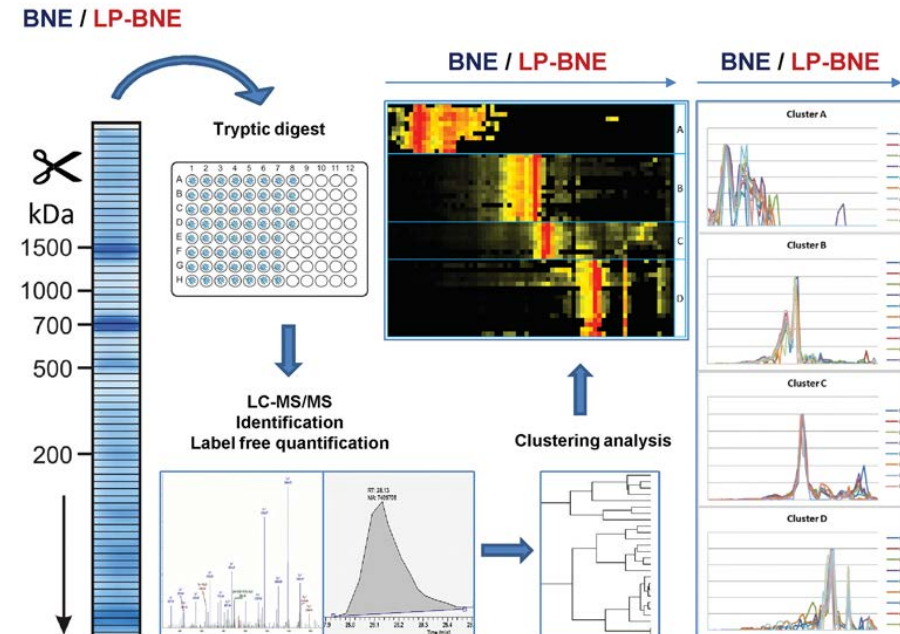 BNE / LP-BNE
Tryptic digest
1 2 3 4 5 6 7 8 9 10 11 12
A
B
C
D
E
F
G
H
kDa
1500
1000
700
500
200
LC-MS/MS
Identification
Label free quantification
BNE / LP-BNE
A
B
C
D
Clustering analysis
BNE / LP-BNE
Cluster A
Cluster B
Cluster C
Cluster D